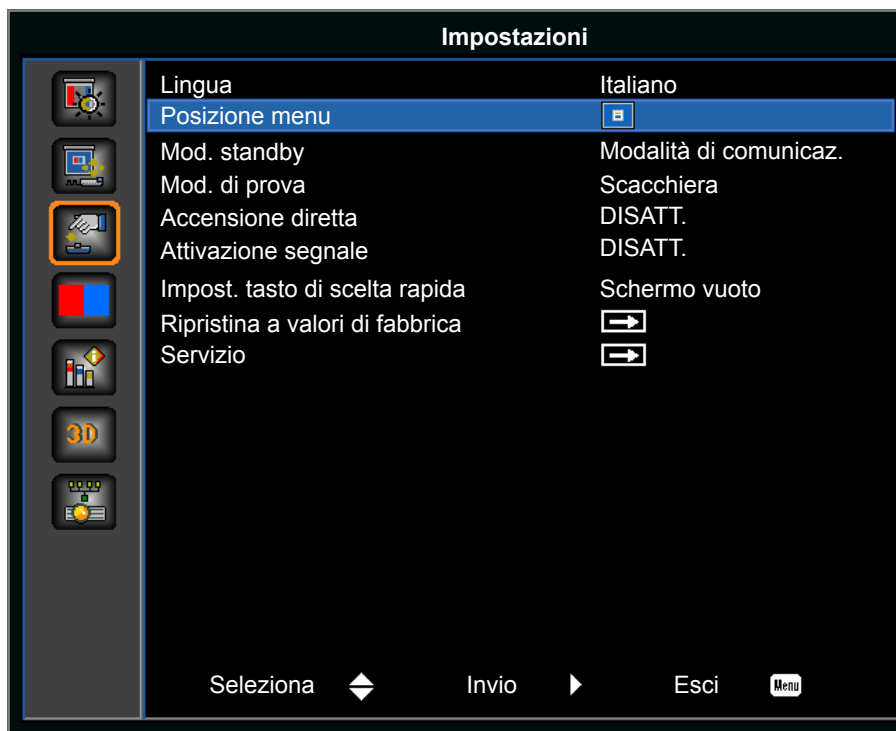 Impostazioni
Lingua Italiano
Posizione menu
Mod. standby Modalità di comunicaz.
Mod. di prova Scacchiera
Accensione diretta DISATT.
Attivazione segnale DISATT.
Impost. tasto di scelta rapida Schermo vuoto
Ripristina a valori di fabbrica
Servizio
3D
Seleziona Invio Esci Menu